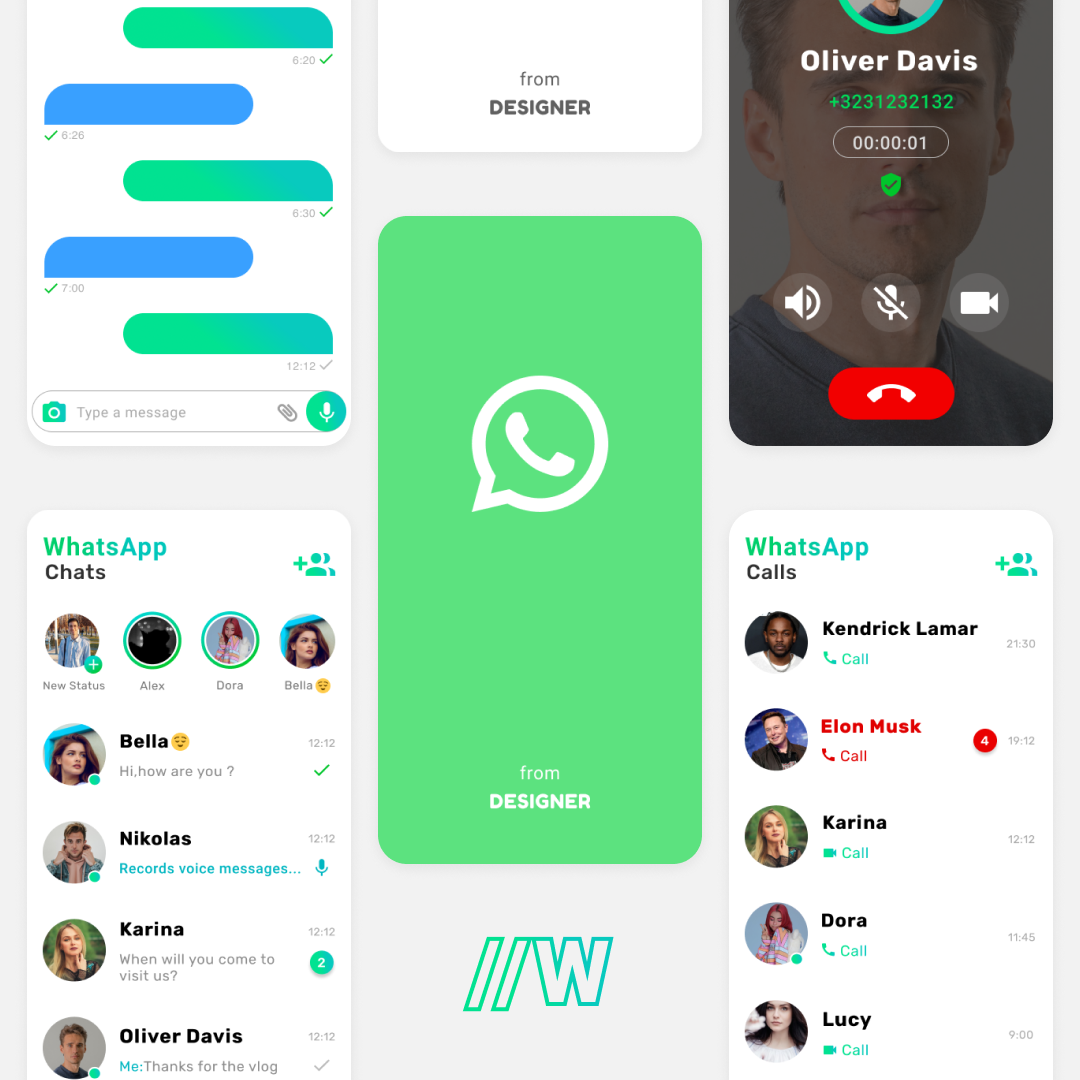 6:20
6:26
6:30
7:00
12:12
Type a message
WhatsApp
Chats
New Status
Alex
Dora
Bella😌
Bella😌
12:12
Hi,how are you ?
Nikolas
12:12
Records voice messages...
Karina
12:12
When will you come to
visit us?
2
Oliver Davis
12:12
Me:Thanks for the vlog
from
DESIGNER
from
DESIGNER
//W
Oliver Davis
+3231232132
00:00:01
WhatsApp
Calls
Kendrick Lamar
21:30
Call
Elon Musk
4
19:12
Call
Karina
12:12
Call
Dora
11:45
Call
Lucy
9:00
Call